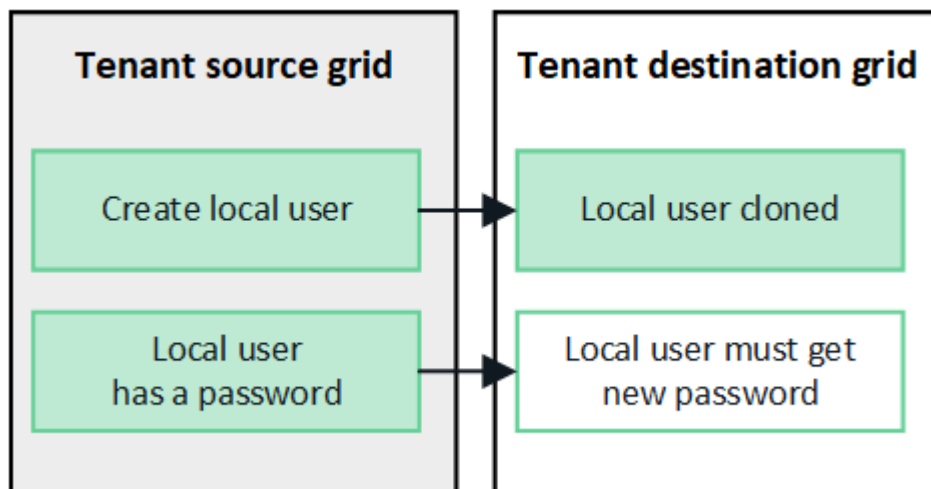 Tenant source grid
Tenant destination grid
Create local user
Local user cloned
Local user
has a password
Local user must get
new password